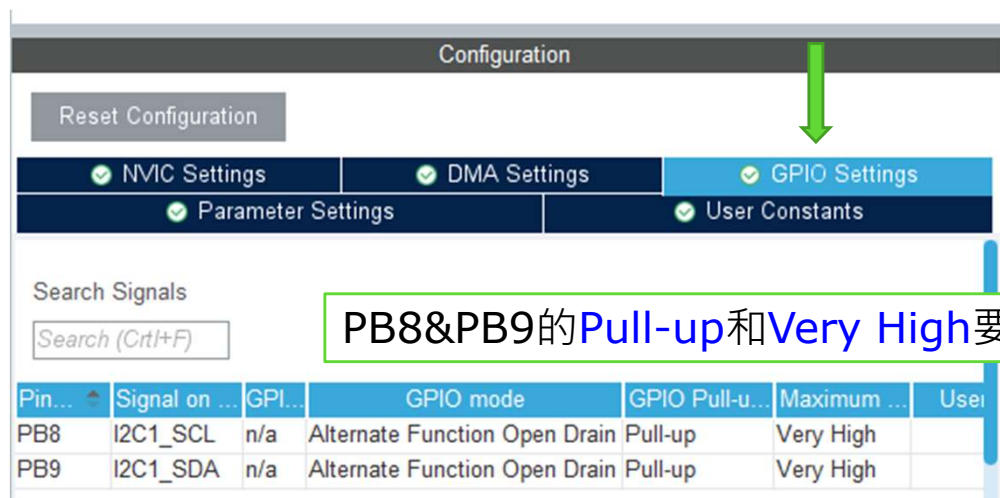 Configuration
Reset Configuration
NVIC Settings DMA Settings GPIO Settings
Parameter Settings User Constants
Search Signals
Search (Crtl+F)
PB8&PB9的Pull-up和Very High要
Pin... Signal on ... GPI... GPIO mode GPIO Pull-u... Maximum ... User
PB8 I2C1_SCL n/a Alternate Function Open Drain Pull-up Very High
PB9 I2C1_SDA n/a Alternate Function Open Drain Pull-up Very High